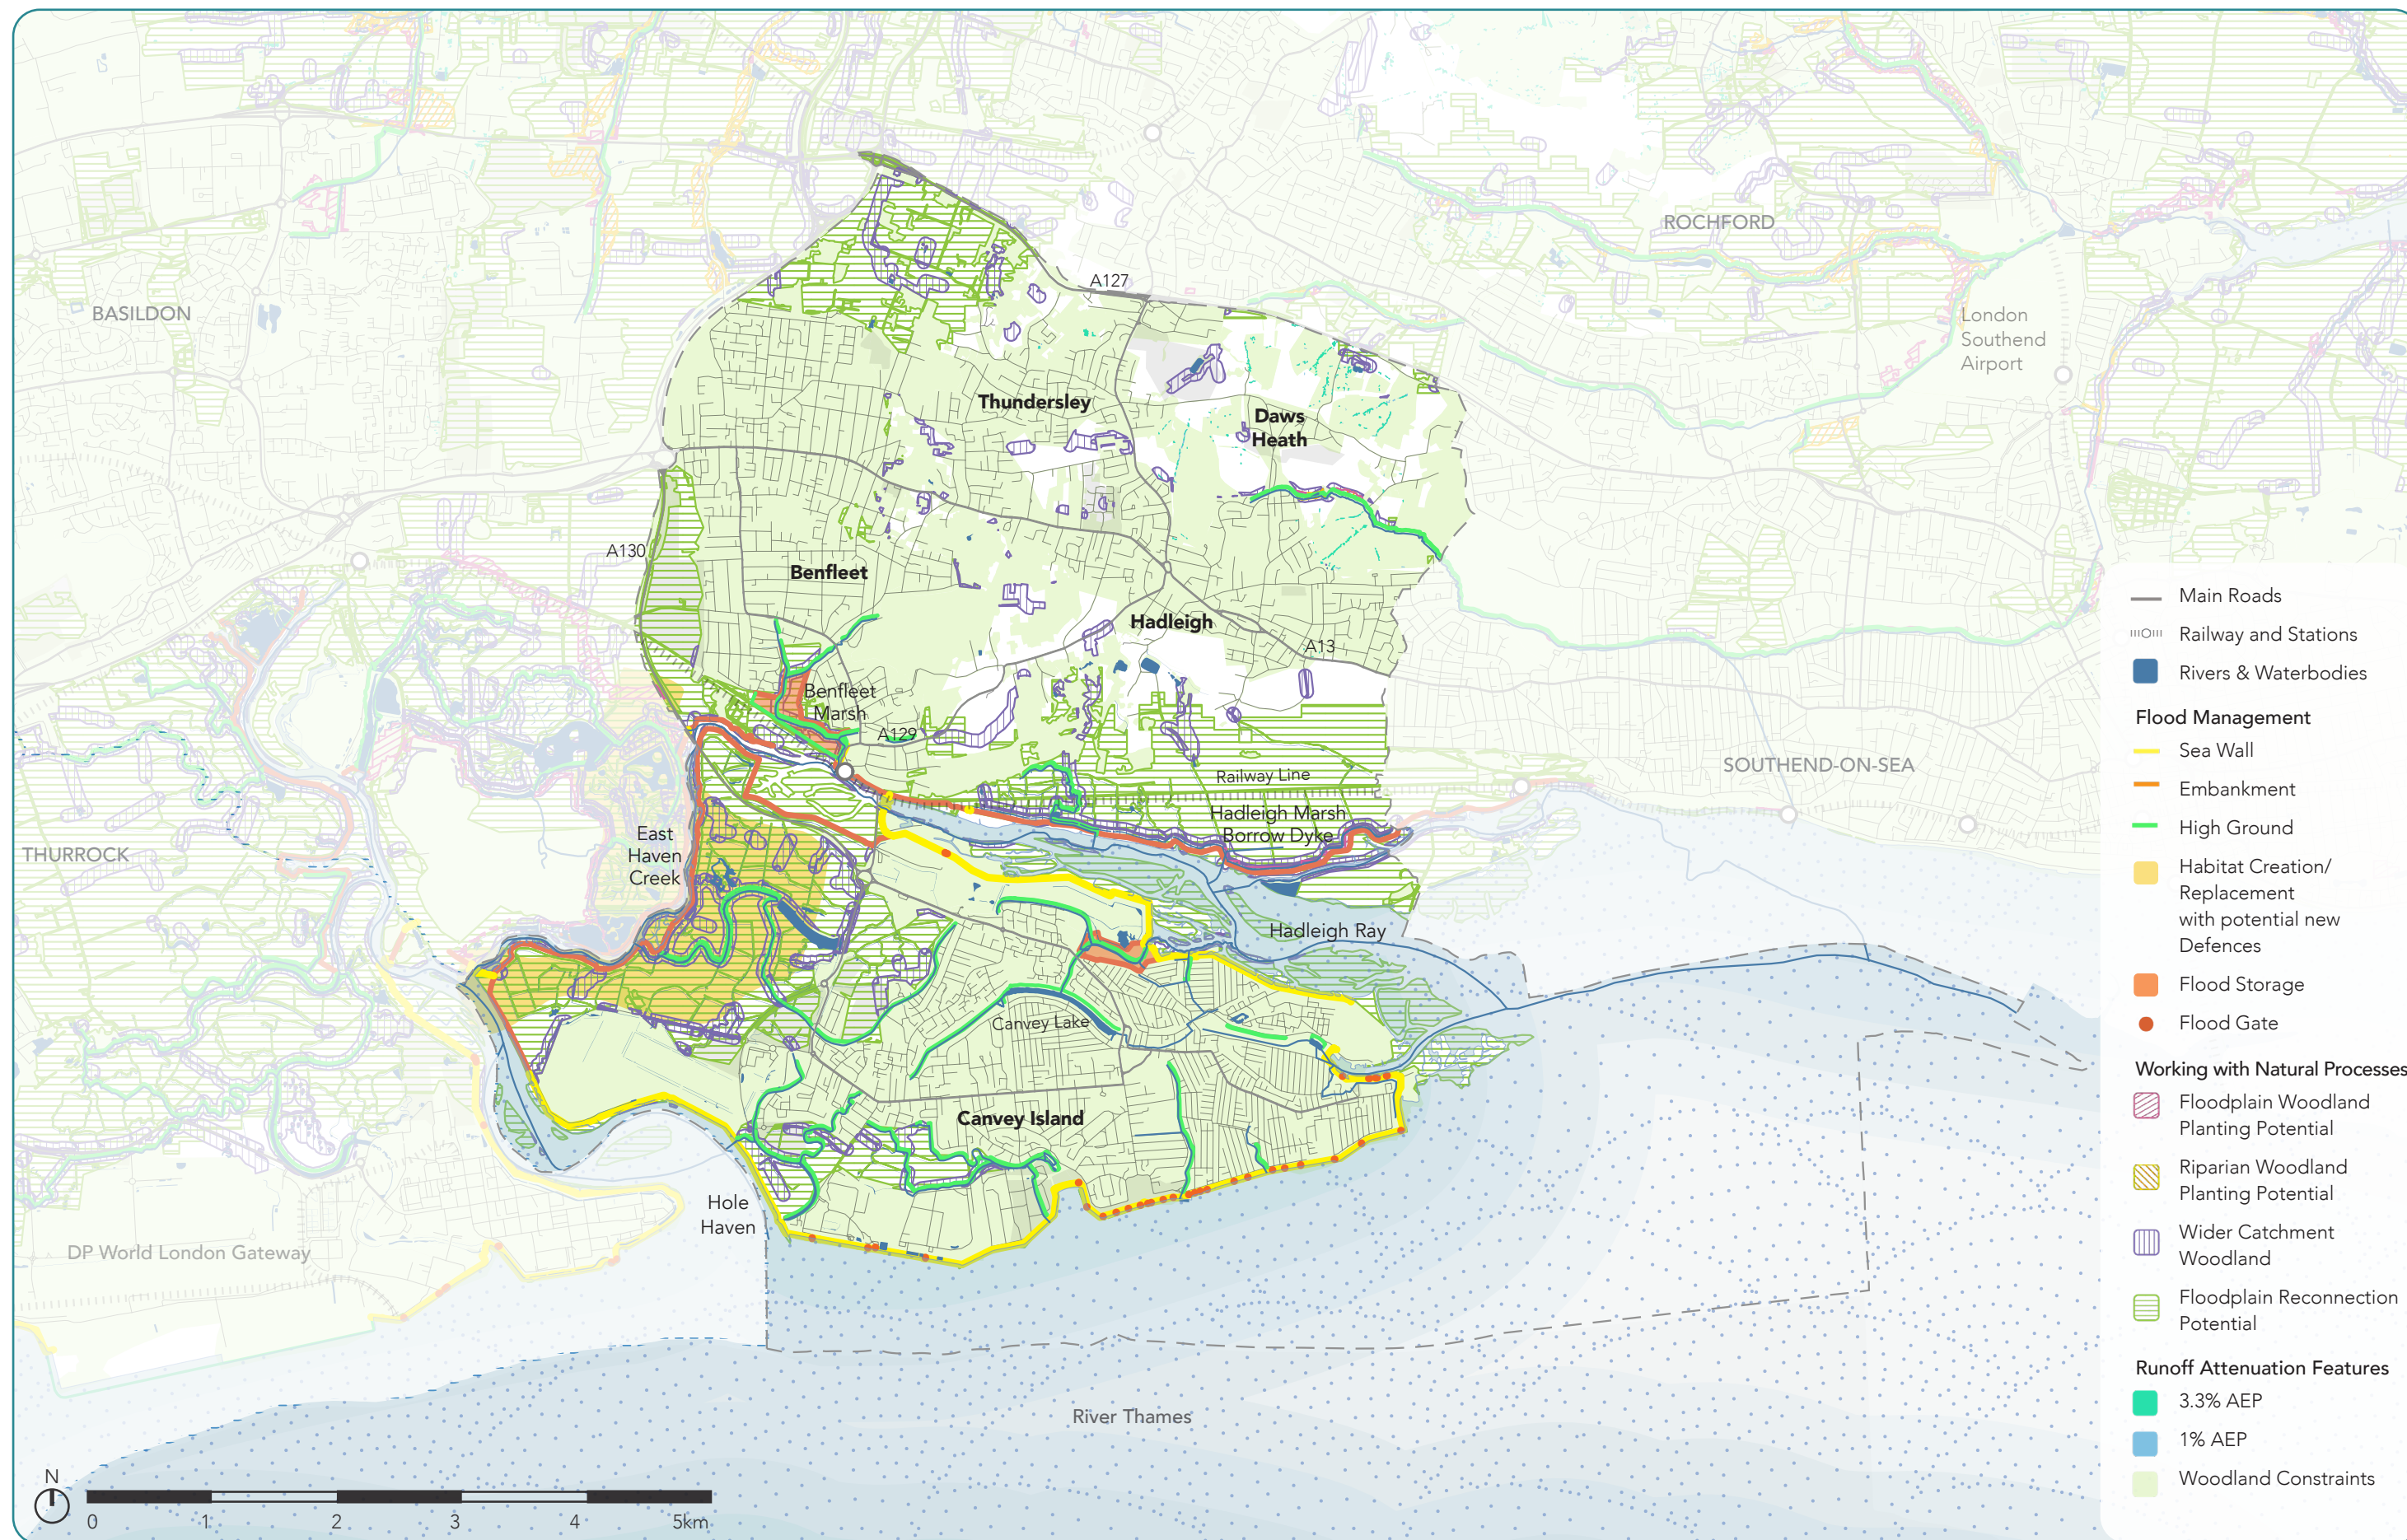 ROCHFORD
A127
BASILDON
London
Southend
Airport
Thundersley
Daws
Heath
A130
Benfleet
Hadleigh
A13
Benfleet
Marsh
A129
Railway Line
SOUTHEND-ON-SEA
Hadleigh Marsh
Borrow Dyke
East
Haven
Creek
THURROCK
Hadleigh Ray
Canvey Lake
Canvey Island
Hole
Haven
DP World London Gateway
River Thames
N
0 1 2 3 4 5km
Main Roads
Railway and Stations
Rivers & Waterbodies
Flood Management
Sea Wall
Embankment
High Ground
Habitat Creation/
Replacement
with potential new
Defences
Flood Storage
Flood Gate
Working with Natural Processes
Floodplain Woodland
Planting Potential
Riparian Woodland
Planting Potential
Wider Catchment
Woodland
Floodplain Reconnection
Potential
Runoff Attenuation Features
3.3% AEP
1% AEP
Woodland Constraints